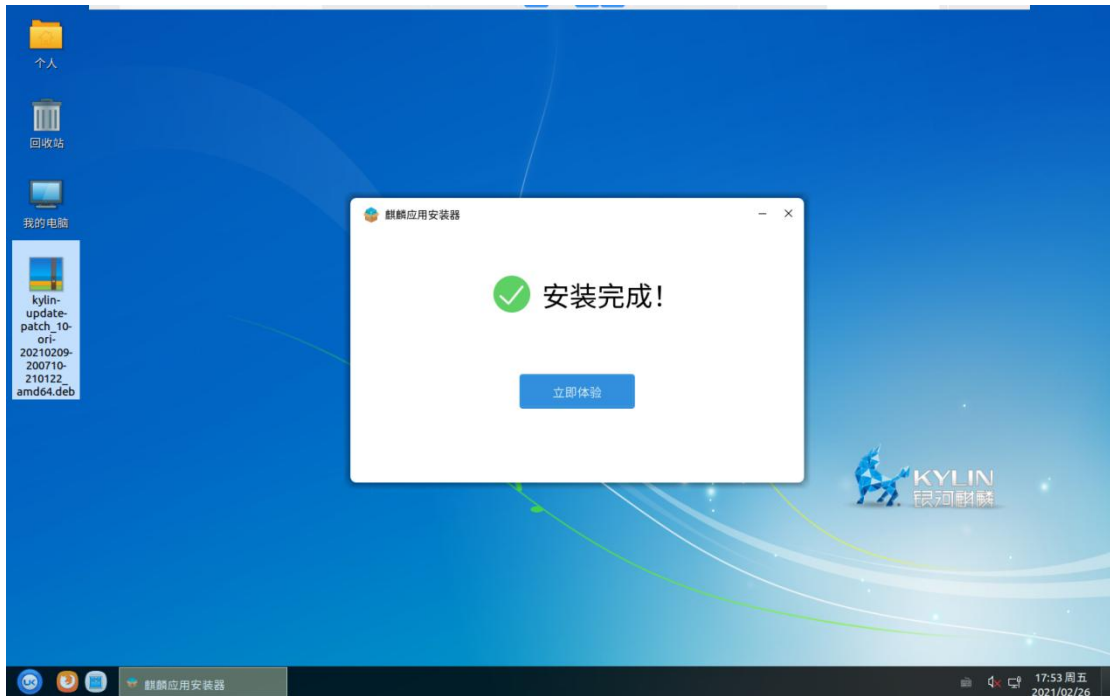 个人
回收站
我的电脑
kylin-
update-
patch_10-
ori-
20210209-
200710-
210122_
amd64.deb
麒麟应用安装器
安装完成！
立即体验
KYLIN
银河麒麟
UK
麒麟应用安装器
17:53 周五
2021/02/26